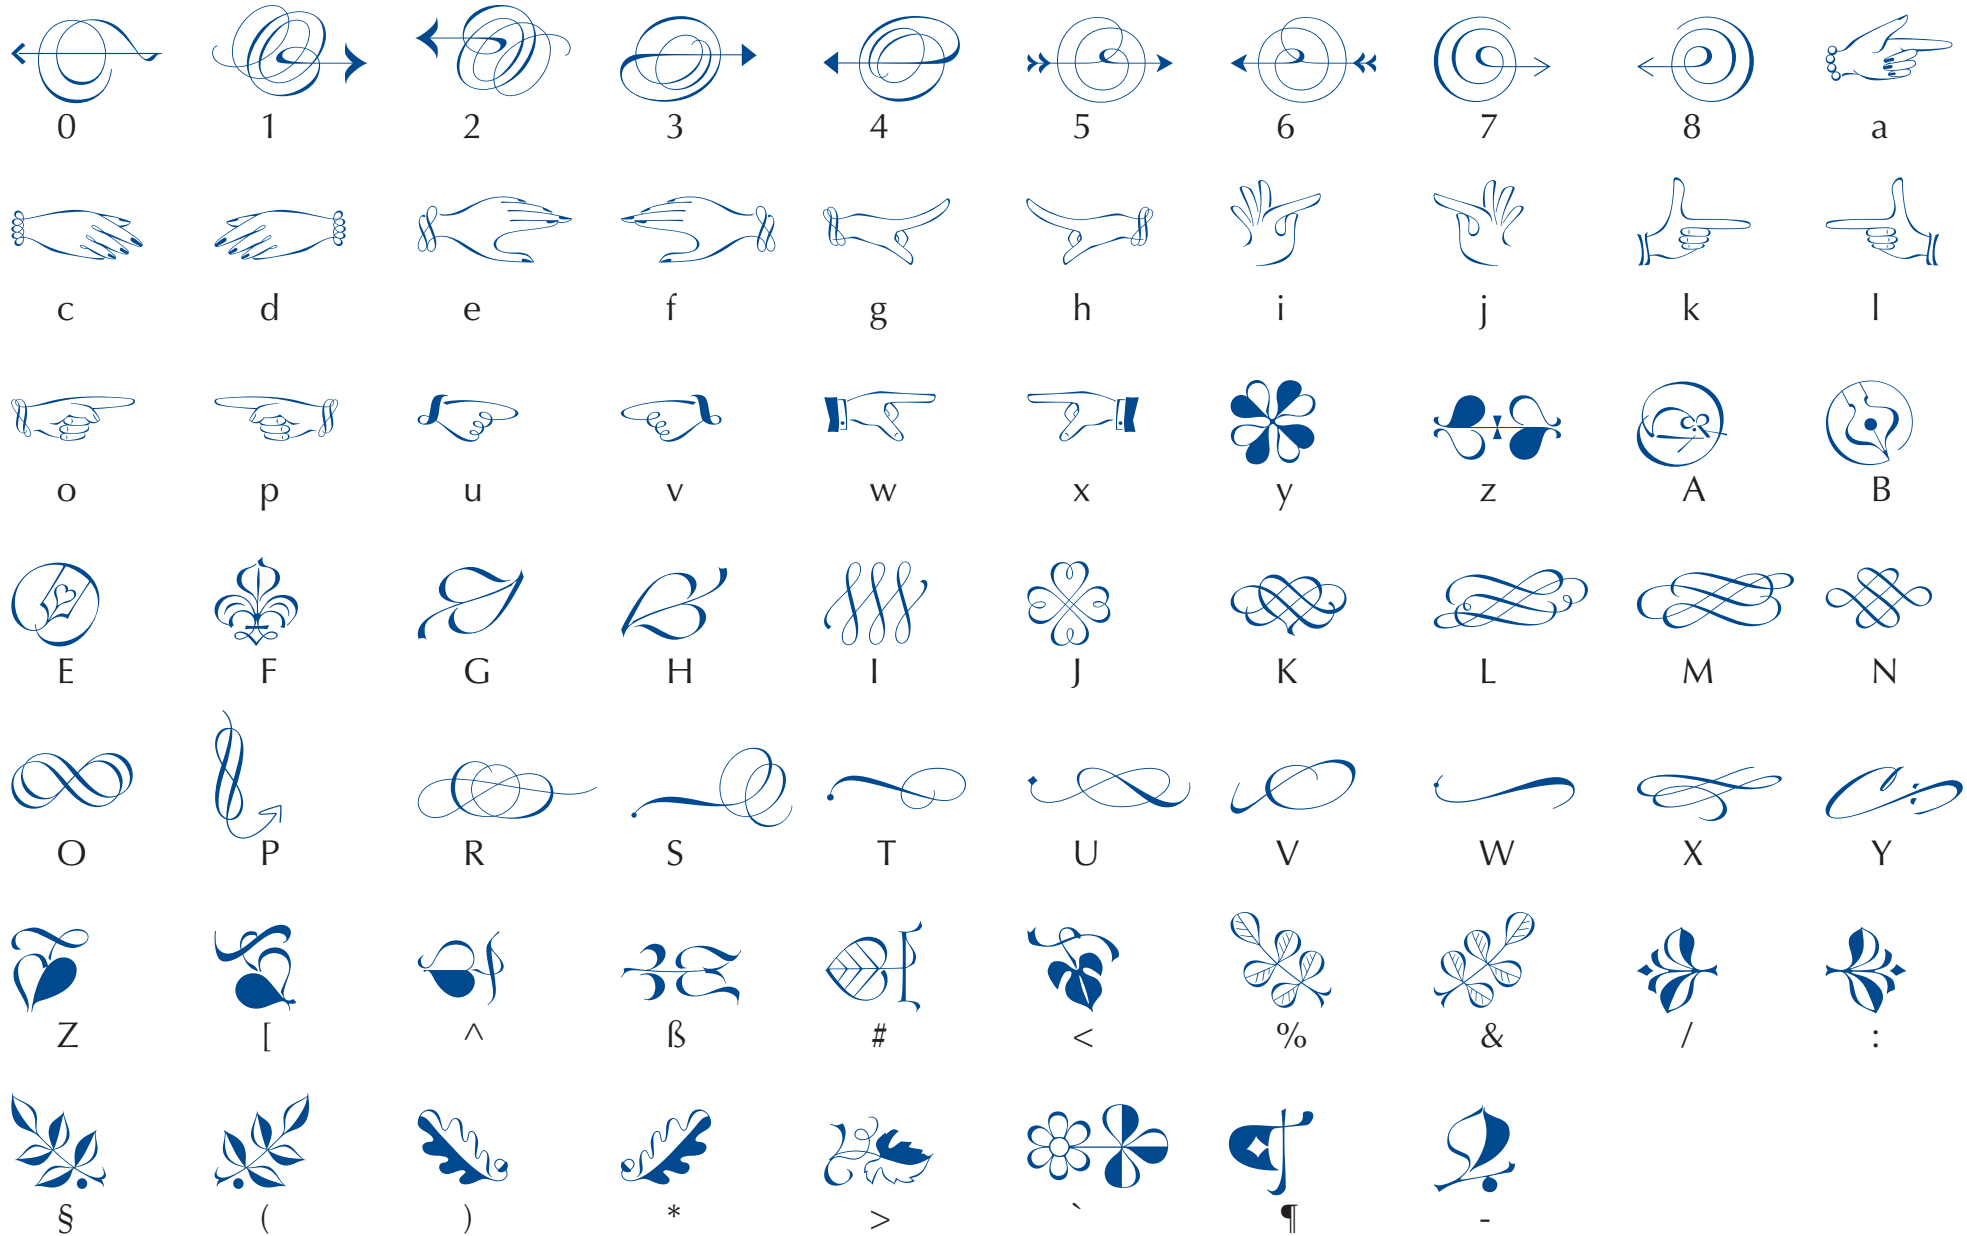 0 1 2 3 4 5 6 7 8 a
c d e f g h i j k l
o p u v w x y z A B
E F G H I J K L M N
O P R S T U V W X Y
Z [ ^ ß # < % & / :
§ ( ) * > ` ¶ -